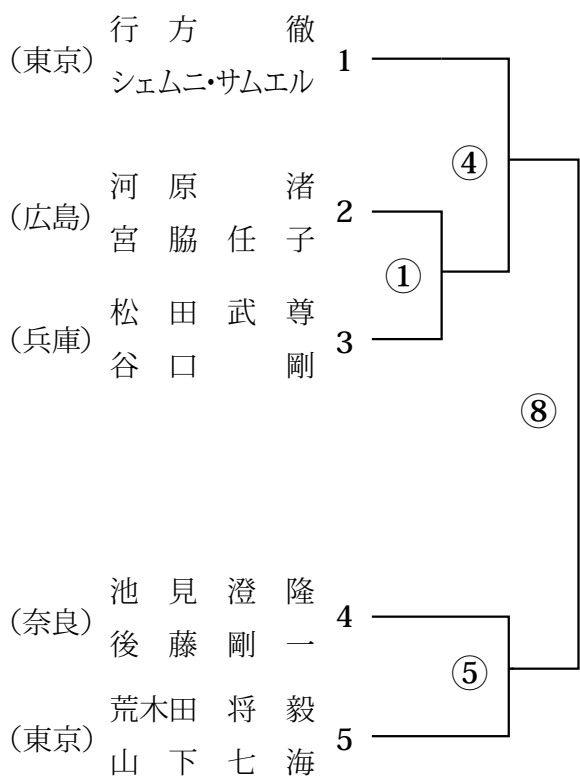 行方 徹
(東京) 1
シェムニ・サムエル
④
河原 渚
(広島) 2
宮脇任子
①
松田武尊
(兵庫) 3
谷口 剛
⑧
池見澄隆
(奈良) 4
後藤剛一
⑤
荒木田 将毅
(東京) 5
山下七海